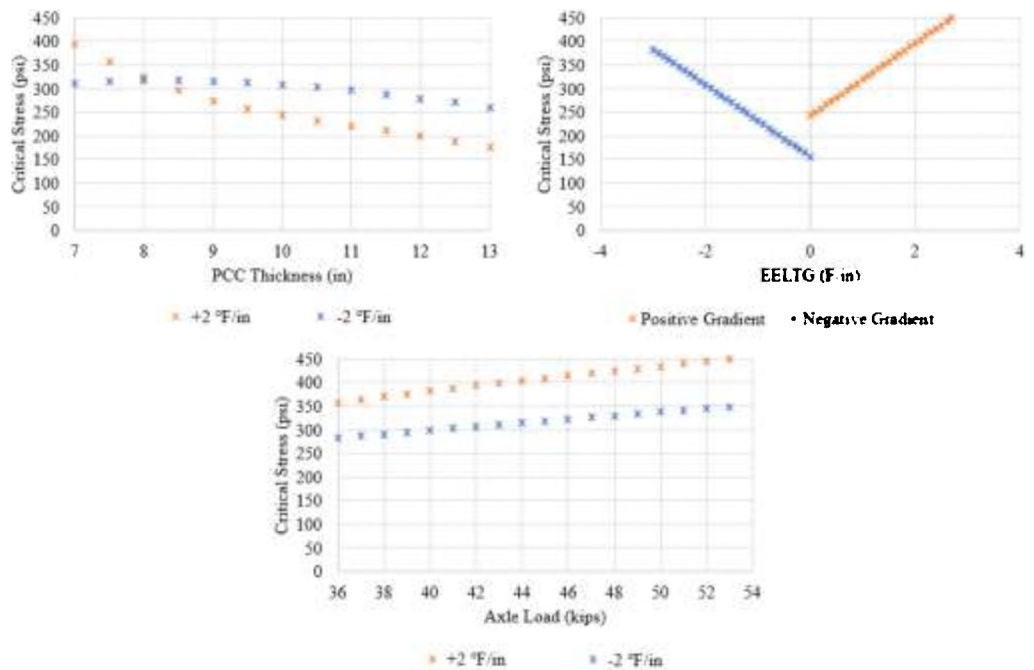 450
400
350
300
250
200
150
100
50
0
Critical Stress (psi)
7 8 9 10 11 12 13
PCC Thickness (in)
+2 °F/in -2 °F/in
450
400
350
300
250
200
150
100
50
0
Critical Stress (psi)
-4 -2 0 2 4
EELTG (F in)
Positive Gradient Negative Gradient
450
400
350
300
250
200
150
100
50
0
Critical Stress (psi)
36 38 40 42 44 46 48 50 52 54
Axle Load (kips)
+2 °F/in -2 °F/in